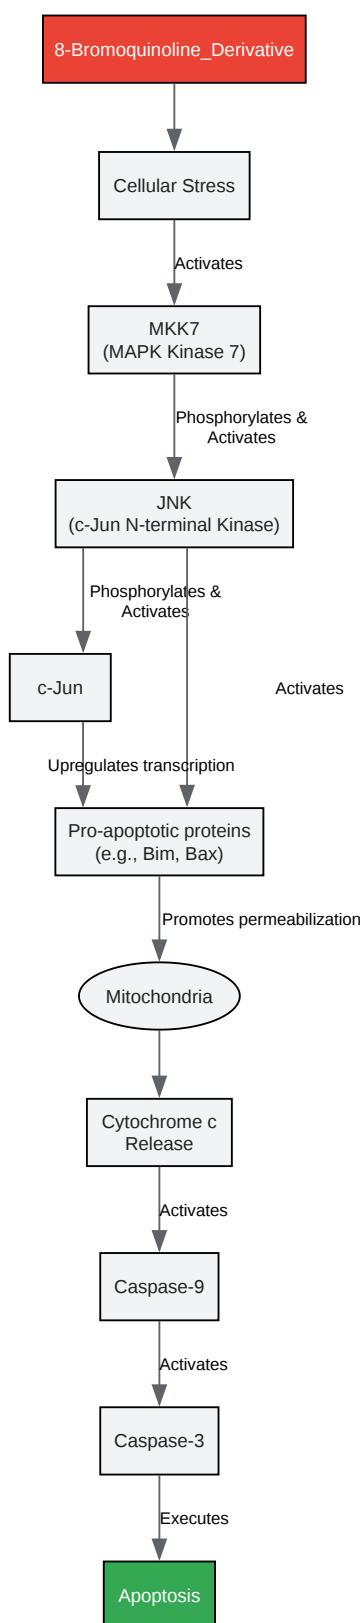 8-Bromoquinoline_Derivative
Cellular Stress
Activates
MKK7
(MAPK Kinase 7)
Phosphorylates &
Activates
JNK
(c-Jun N-terminal Kinase)
Phosphorylates &
Activates
c-Jun
Activates
Upregulates transcription
Pro-apoptotic proteins
(e.g., Bim, Bax)
Promotes permeabilization
Mitochondria
Cytochrome c
Release
Activates
Caspase-9
Activates
Caspase-3
Executes
Apoptosis